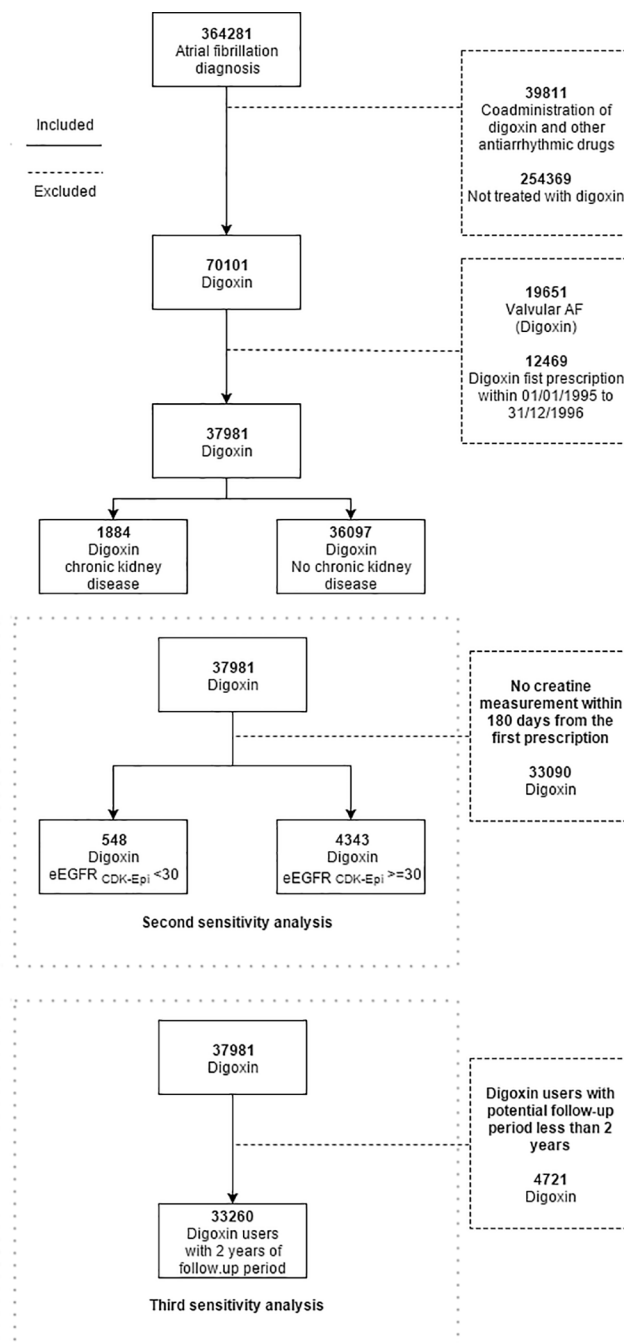 364281
Atrial fibrillation
diagnosis
Included
Excluded
39811
Coadministration of
digoxin and other
antiarrhythmic drugs
254369
Not treated with digoxin
70101
Digoxin
19651
Valvular AF
(Digoxin)
12469
Digoxin fist prescription
within 01/01/1995 to
31/12/1996
37981
Digoxin
1884
Digoxin
chronic kidney
disease
36097
Digoxin
No chronic kidney
disease
37981
Digoxin
No creatine
measurement within
180 days from the
first prescription
33090
Digoxin
548
Digoxin
eEGFR CDK-Epi <30
4343
Digoxin
eEGFR CDK-Epi >=30
Second sensitivity analysis
37981
Digoxin
Digoxin users with
potential follow-up
period less than 2
years
4721
Digoxin
33260
Digoxin users
with 2 years of
follow.up period
Third sensitivity analysis